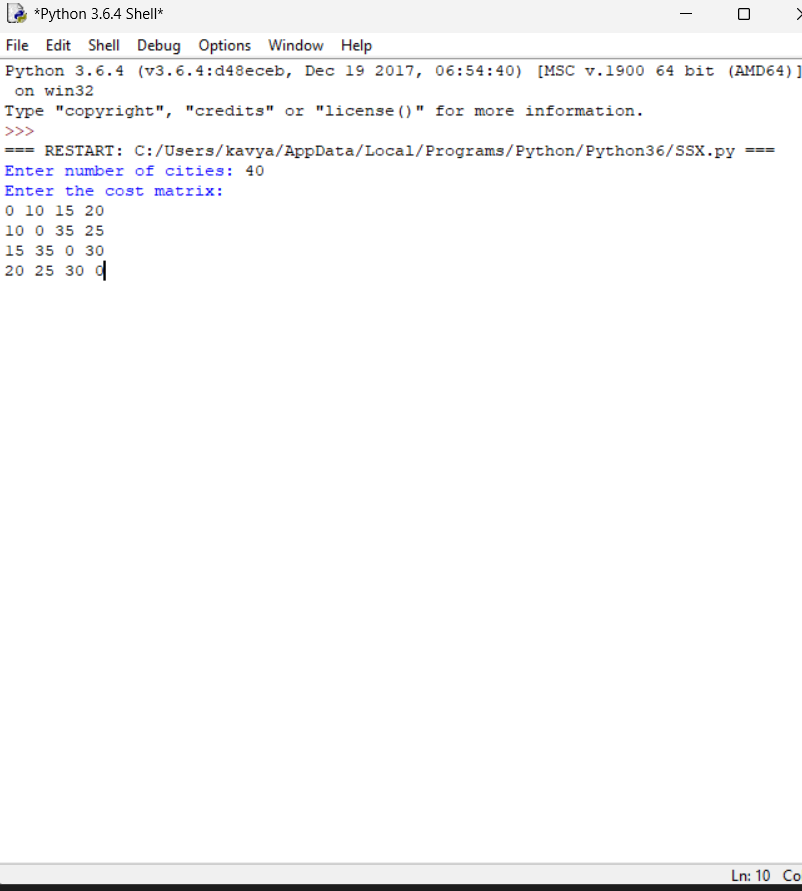 *Python 3.6.4 Shell*
File Edit Shell Debug Options Window Help
Python 3.6.4 (v3.6.4:d48eceb, Dec 19 2017, 06:54:40) [MSC v.1900 64 bit (AMD64)]
 on win32
Type "copyright", "credits" or "license()" for more information.
>>>
=== RESTART: C:/Users/kavya/AppData/Local/Programs/Python/Python36/SSX.py ===
Enter number of cities: 40
Enter the cost matrix:
0 10 15 20
10 0 35 25
15 35 0 30
20 25 30 0
Ln: 10 Co